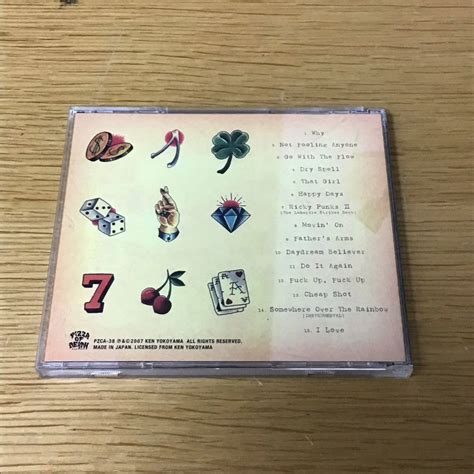 1. Why
2. Not Fooling Anyone
3. Go With The Flow
4. Dry Spell
5. That Girl
6. Happy Days
7. Ricky Punks II
(The Lamepire Strikes Back)
8. Movin' On
9. Father's Arms
10. Daydream Believer
11. Do It Again
12. Fuck Up, Fuck Up
13. Cheap Shot
14. Somewhere Over The Rainbow
(INSTRUMENTAL)
15. I Love
7
A
A
PIZZA
OF
DEATH
PZCA-38 ℗&©2007 KEN YOKOYAMA. ALL RIGHTS RESERVED.
MADE IN JAPAN. LICENSED FROM KEN YOKOYAMA